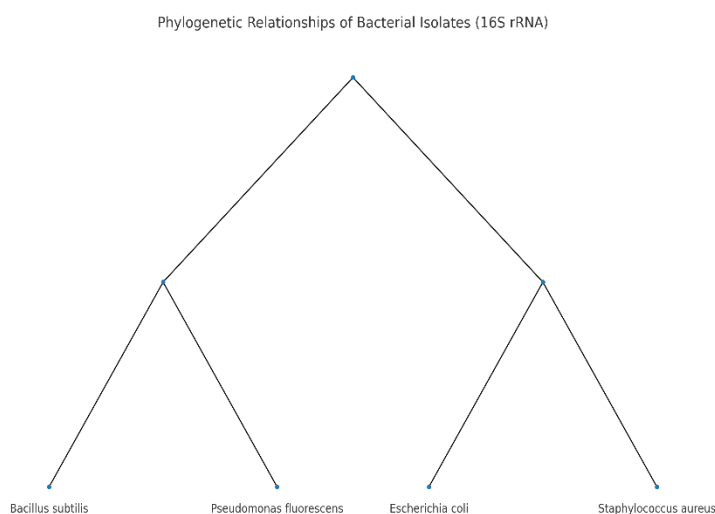 Phylogenetic Relationships of Bacterial Isolates (16S rRNA)
Bacillus subtilis
Pseudomonas fluorescens
Escherichia coli
Staphylococcus aureus